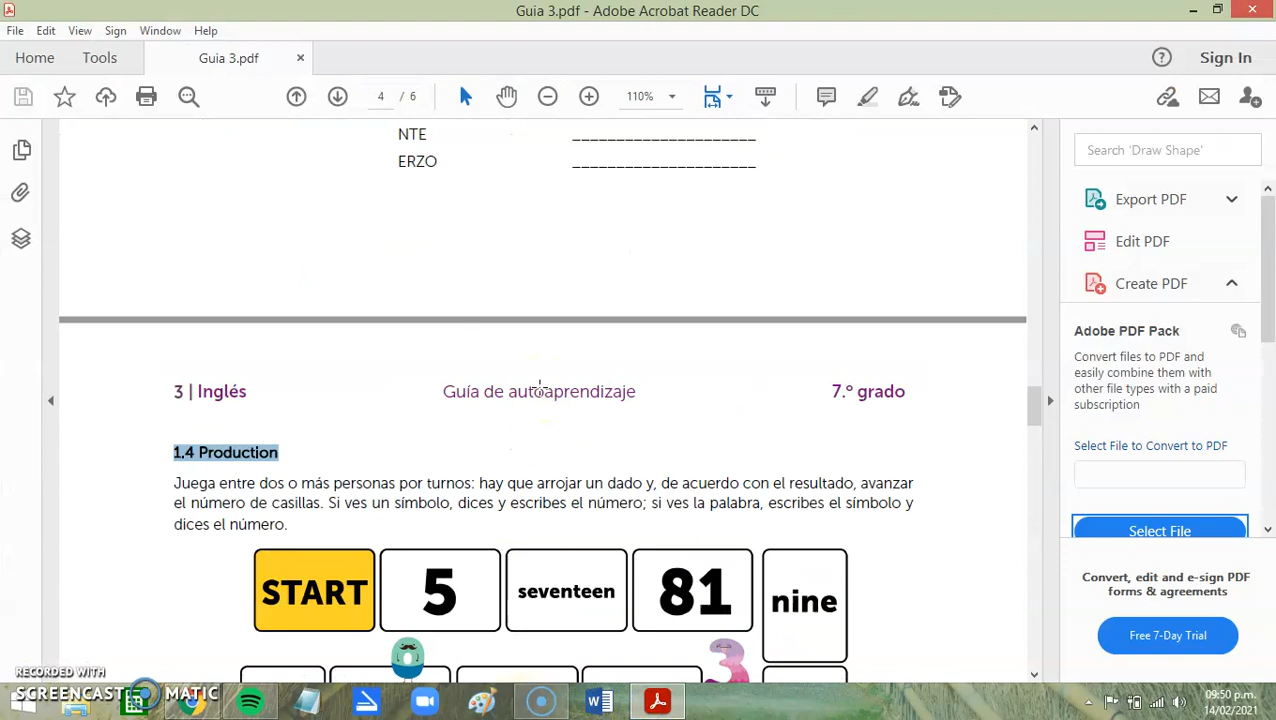 Guia 3.pdf - Adobe Acrobat Reader DC
File Edit View Sign Window Help
Home Tools Guia 3.pdf × Sign In
4 / 6 110%
NTE _____________________
ERZO _____________________
Search 'Draw Shape'
Export PDF
Edit PDF
Create PDF
Adobe PDF Pack
Convert files to PDF and
easily combine them with
other file types with a paid
subscription
Select File to Convert to PDF
Select File
Convert, edit and e-sign PDF
forms & agreements
Free 7-Day Trial
3 | Inglés Guía de autoaprendizaje 7.º grado
1.4 Production
Juega entre dos o más personas por turnos: hay que arrojar un dado y, de acuerdo con el resultado, avanzar
el número de casillas. Si ves un símbolo, dices y escribes el número; si ves la palabra, escribes el símbolo y
dices el número.
START 5 seventeen 81 nine
RECORDED WITH
SCREENCAST MATIC
09:50 p.m.
14/02/2021